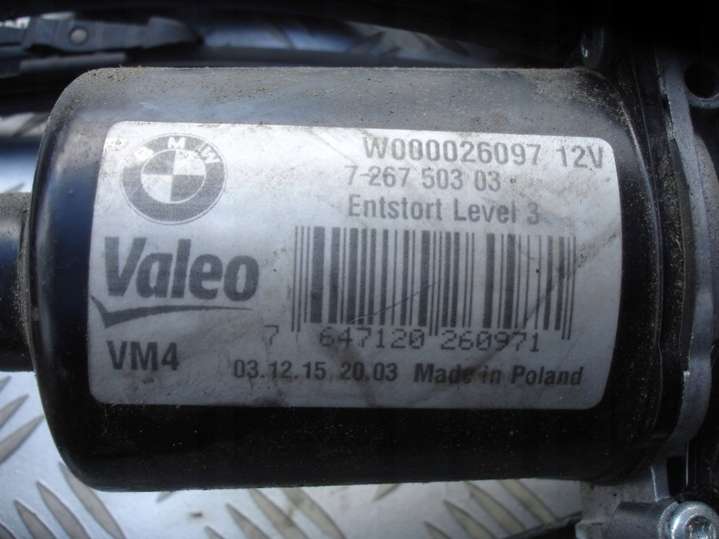 BMW
W000026097 12V
7 267 503 03
Entstort Level 3
Valeo
7 647120 260971
VM4
03.12.15 20.03 Made in Poland